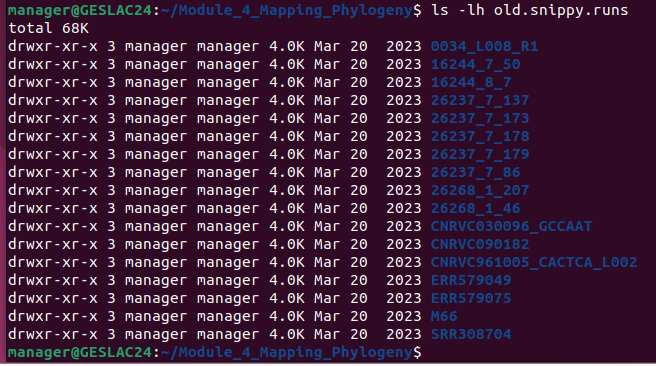 manager@GESLAC24:~/Module_4_Mapping_Phylogeny$ ls -lh old.snippy.runs
total 68K
drwxr-xr-x 3 manager manager 4.0K Mar 20  2023 0034_L008_R1
drwxr-xr-x 3 manager manager 4.0K Mar 20  2023 16244_7_50
drwxr-xr-x 3 manager manager 4.0K Mar 20  2023 16244_8_7
drwxr-xr-x 3 manager manager 4.0K Mar 20  2023 26237_7_137
drwxr-xr-x 3 manager manager 4.0K Mar 20  2023 26237_7_173
drwxr-xr-x 3 manager manager 4.0K Mar 20  2023 26237_7_178
drwxr-xr-x 3 manager manager 4.0K Mar 20  2023 26237_7_179
drwxr-xr-x 3 manager manager 4.0K Mar 20  2023 26237_7_86
drwxr-xr-x 3 manager manager 4.0K Mar 20  2023 26268_1_207
drwxr-xr-x 3 manager manager 4.0K Mar 20  2023 26268_1_46
drwxr-xr-x 3 manager manager 4.0K Mar 20  2023 CNRVC030096_GCCAAT
drwxr-xr-x 3 manager manager 4.0K Mar 20  2023 CNRVC090182
drwxr-xr-x 3 manager manager 4.0K Mar 20  2023 CNRVC961005_CACTCA_L002
drwxr-xr-x 3 manager manager 4.0K Mar 20  2023 ERR579049
drwxr-xr-x 3 manager manager 4.0K Mar 20  2023 ERR579075
drwxr-xr-x 3 manager manager 4.0K Mar 20  2023 M66
drwxr-xr-x 3 manager manager 4.0K Mar 20  2023 SRR308704
manager@GESLAC24:~/Module_4_Mapping_Phylogeny$